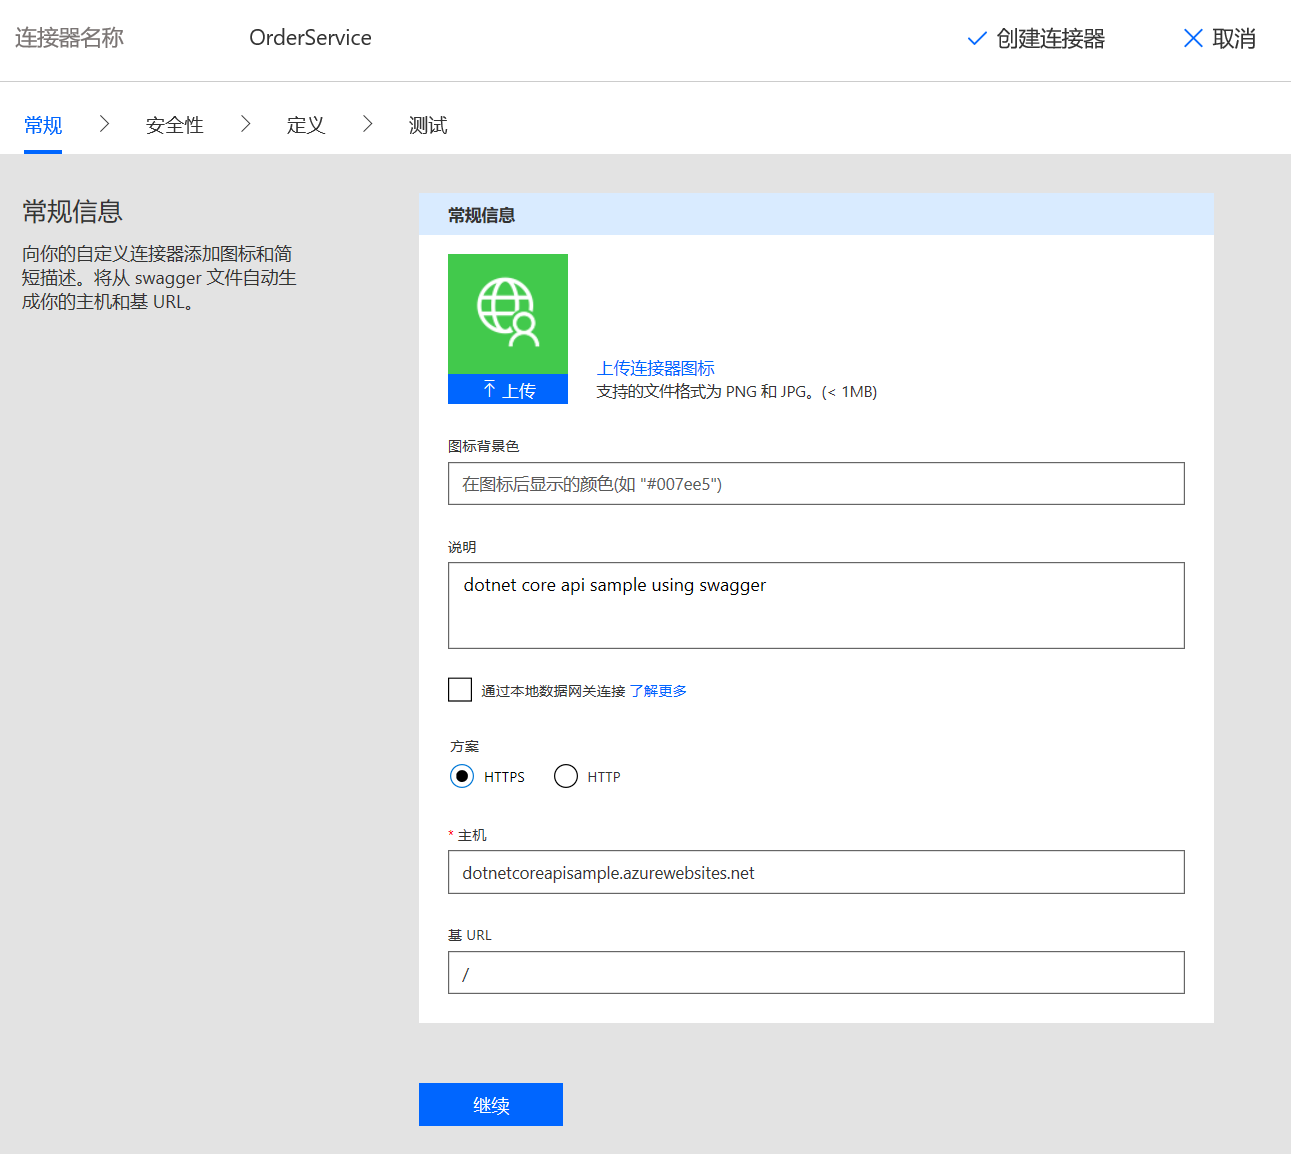 连接器名称
OrderService
创建连接器
取消
常规
安全性
定义
测试
常规信息
向你的自定义连接器添加图标和简
短描述。将从 swagger 文件自动生
成你的主机和基 URL。
常规信息
上传
上传连接器图标
支持的文件格式为 PNG 和 JPG。(< 1MB)
图标背景色
在图标后显示的颜色(如 "#007ee5")
说明
dotnet core api sample using swagger
通过本地数据网关连接 了解更多
方案
HTTPS
HTTP
* 主机
dotnetcoreapisample.azurewebsites.net
基 URL
/
继续